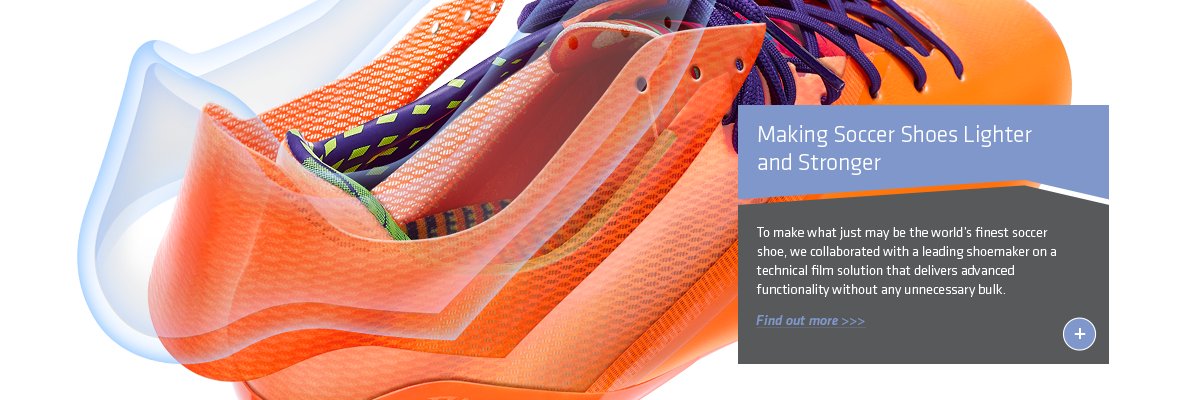 Making Soccer Shoes Lighter
and Stronger
To make what just may be the world's finest soccer
shoe, we collaborated with a leading shoemaker on a
technical film solution that delivers advanced
functionality without any unnecessary bulk.
Find out more >>>
+